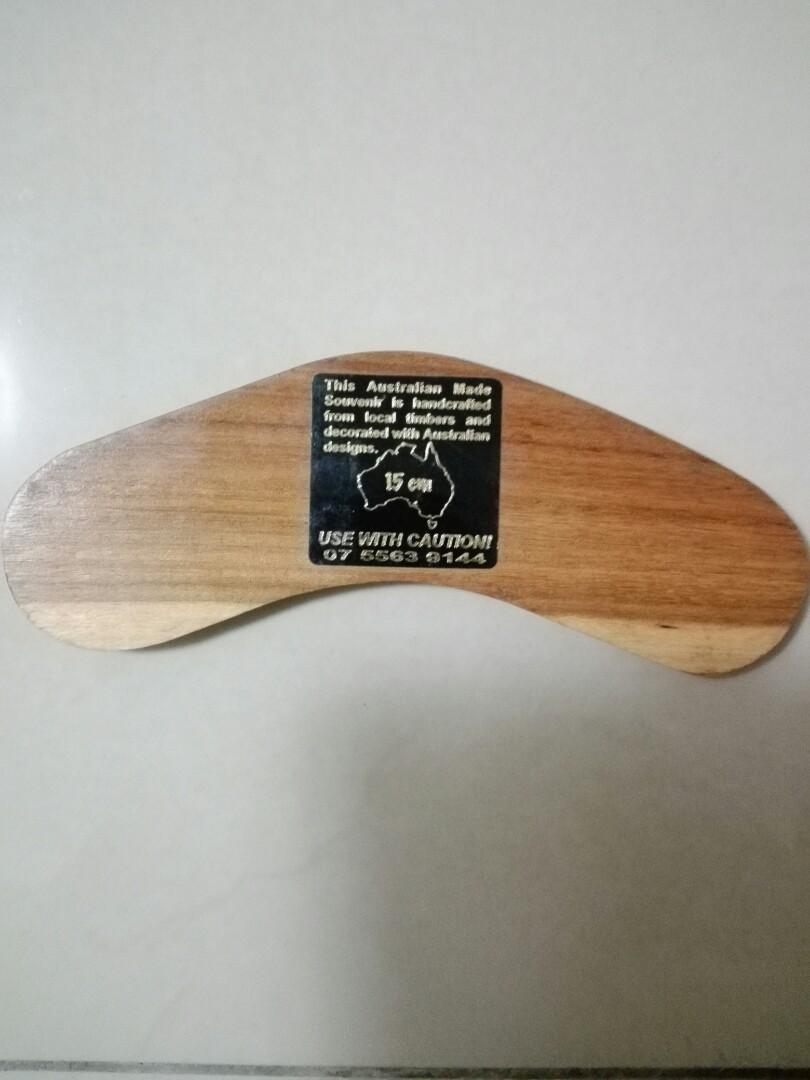 This Australian Made
Souvenir is handcrafted
from local timbers and
decorated with Australian
designs.
15 cm
USE WITH CAUTION!
07 5563 9144